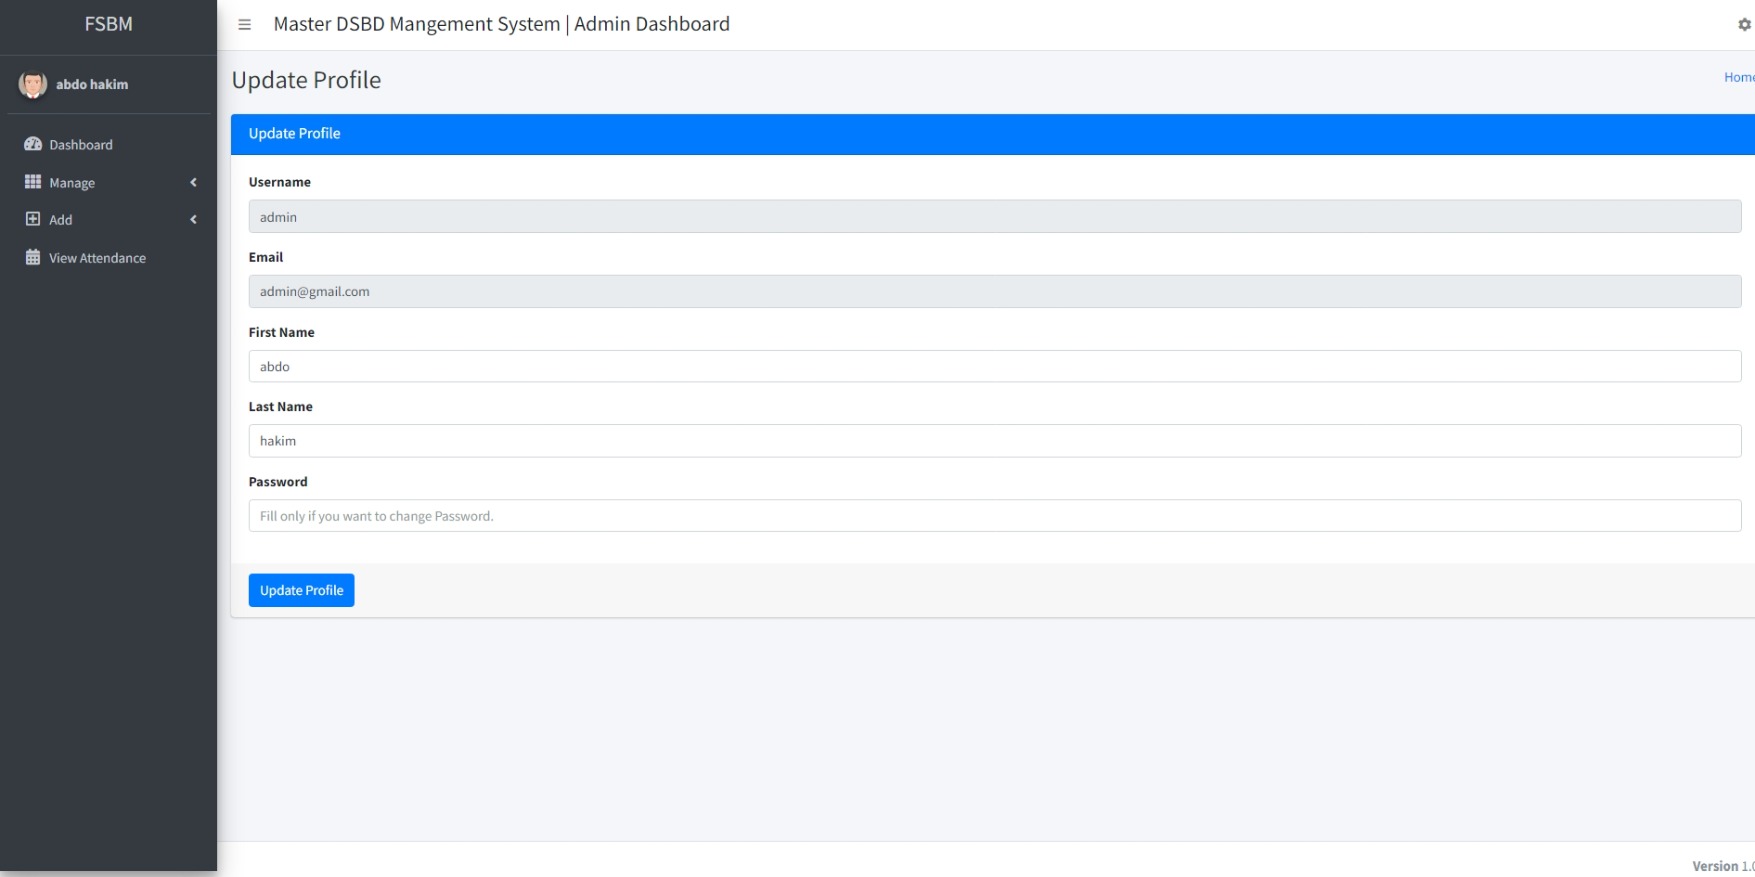 FSBM
Master DSBD Mangement System | Admin Dashboard
abdo hakim
Update Profile
Home
Dashboard
Manage
Add
View Attendance
Update Profile
Username
admin
Email
admin@gmail.com
First Name
abdo
Last Name
hakim
Password
Fill only if you want to change Password.
Update Profile
Version 1.0